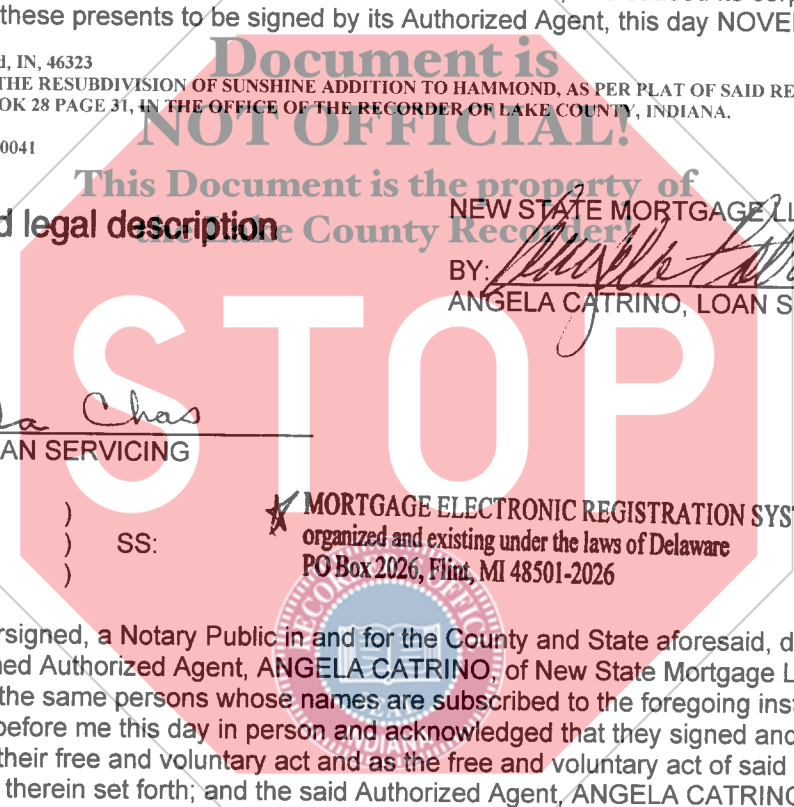 these presents to be signed by its Authorized Agent, this day NOVE
Document is
d, IN, 46323
THE RESUBDIVISION OF SUNSHINE ADDITION TO HAMMOND, AS PER PLAT OF SAID RE
OK 28 PAGE 31, IN THE OFFICE OF THE RECORDER OF LAKE COUNTY, INDIANA.
NOT OFFICIAL!
0041
This Document is the property of
NEW STATE MORTGAGE LL
d legal description
the Lake County Recorder!
BY:
ANGELA CATRINO, LOAN S
STOP
Chas
AN SERVICING
)
MORTGAGE ELECTRONIC REGISTRATION SYST
) SS:
organized and existing under the laws of Delaware
)
PO Box 2026, Flint, MI 48501-2026
rsigned, a Notary Public in and for the County and State aforesaid, d
ned Authorized Agent, ANGELA CATRINO, of New State Mortgage L
the same persons whose names are subscribed to the foregoing inst
before me this day in person and acknowledged that they signed and
their free and voluntary act and as the free and voluntary act of said
therein set forth; and the said Authorized Agent, ANGELA CATRINO